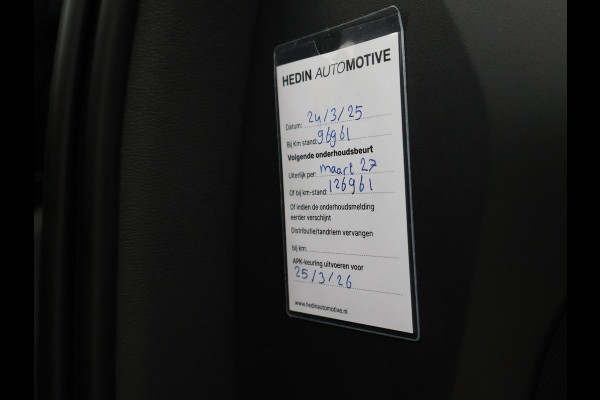 HEDIN AUTOMOTIVE
Datum: 24/3/25
Bij Km stand: 96961
Volgende onderhoudsbeurt
Uiterlijk per: maart 27
Of bij km-stand: 126961
Of indien de onderhoudsmelding
eerder verschijnt
Distributie/tandriem vervangen
bij km:
APK-keuring uitvoeren voor
25/3/26
www.hedinautomotive.nl